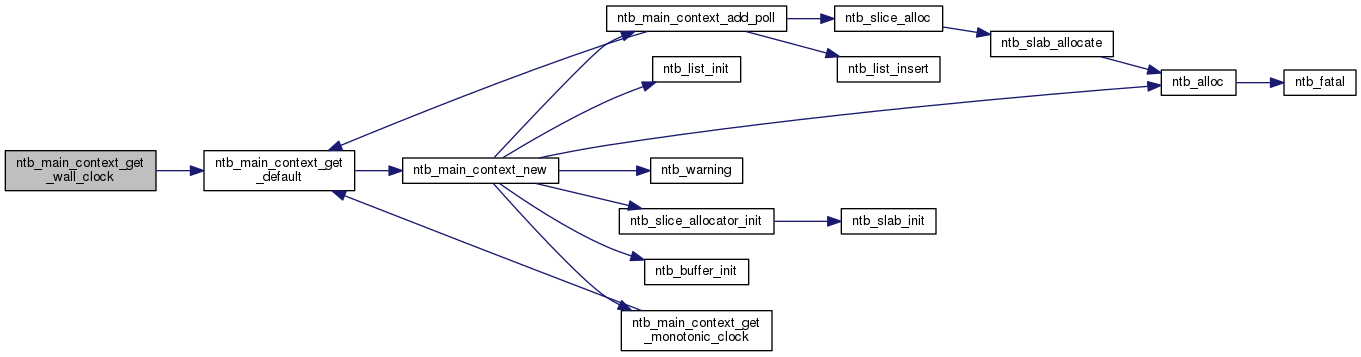 ntb_main_context_get
_wall_clock
ntb_main_context_get
_default
ntb_main_context_new
ntb_main_context_add_poll
ntb_list_init
ntb_warning
ntb_slice_allocator_init
ntb_buffer_init
ntb_main_context_get
_monotonic_clock
ntb_slice_alloc
ntb_list_insert
ntb_slab_init
ntb_slab_allocate
ntb_alloc
ntb_fatal